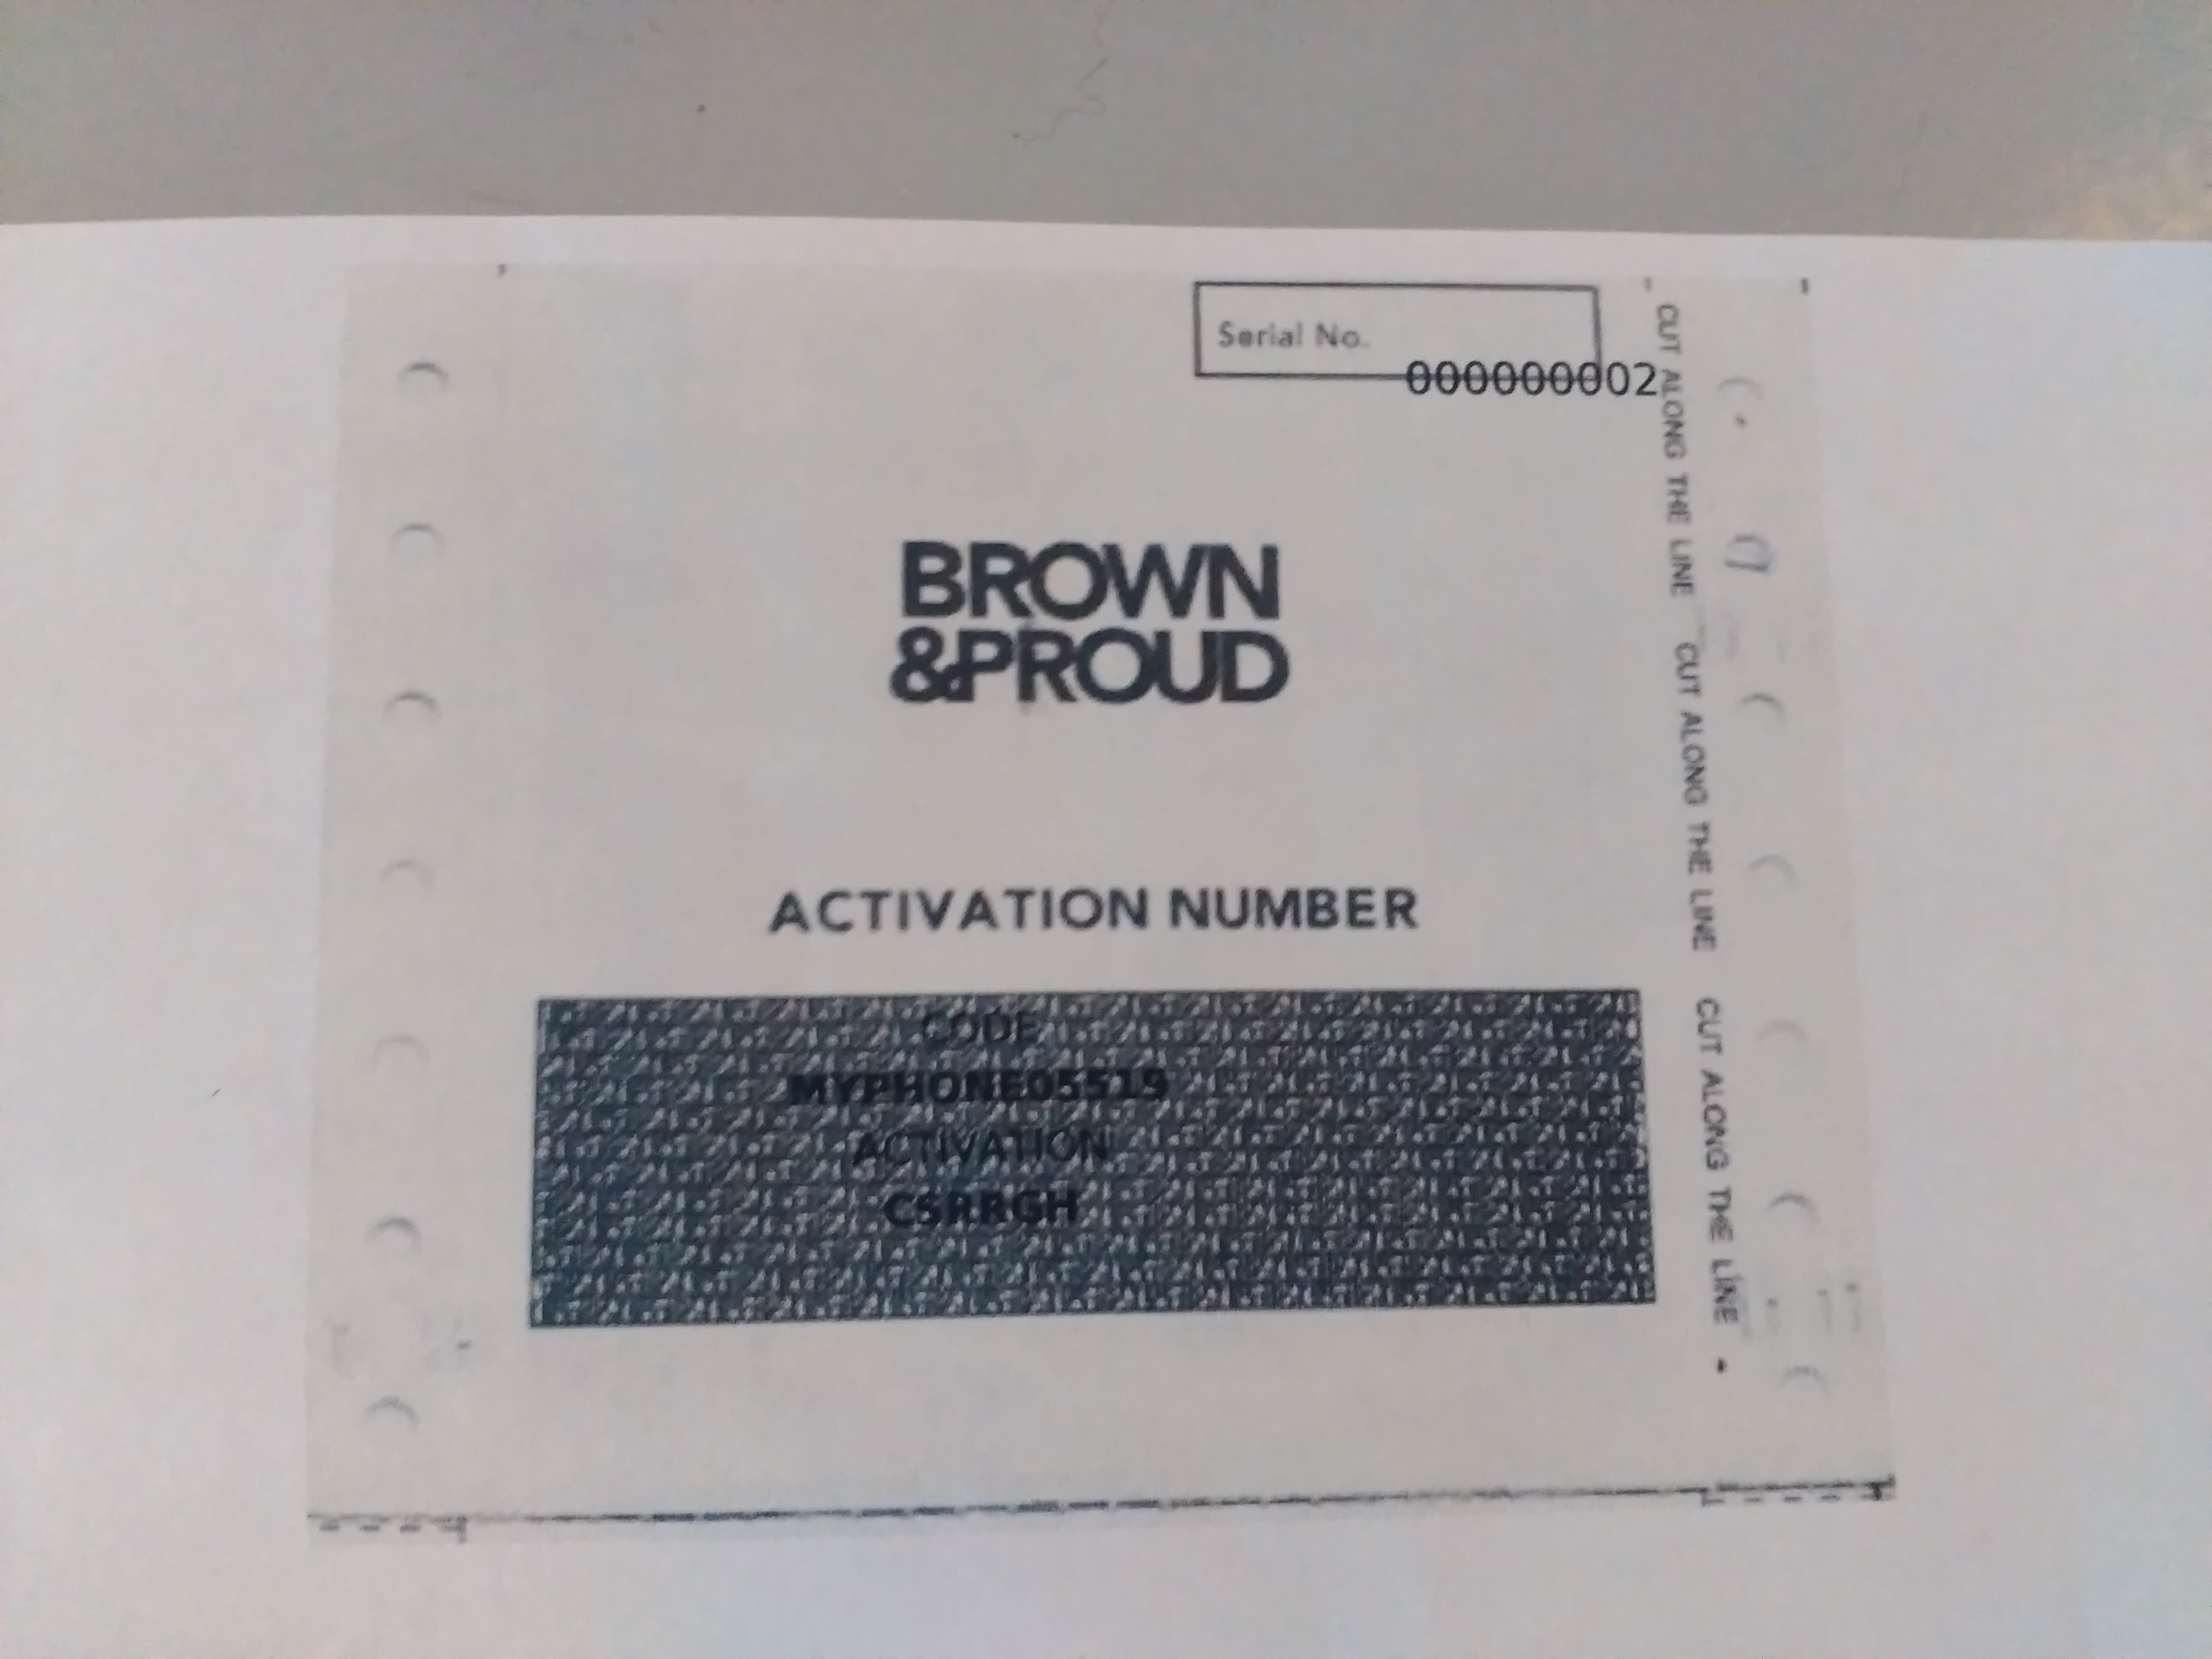 Serial No.
000000002
BROWN
&PROUD
ACTIVATION NUMBER
CODE
MYPHONE05519
ACTIVATION
CSRRGH
CUT ALONG THE LINE CUT ALONG THE LINE CUT ALONG THE LINE